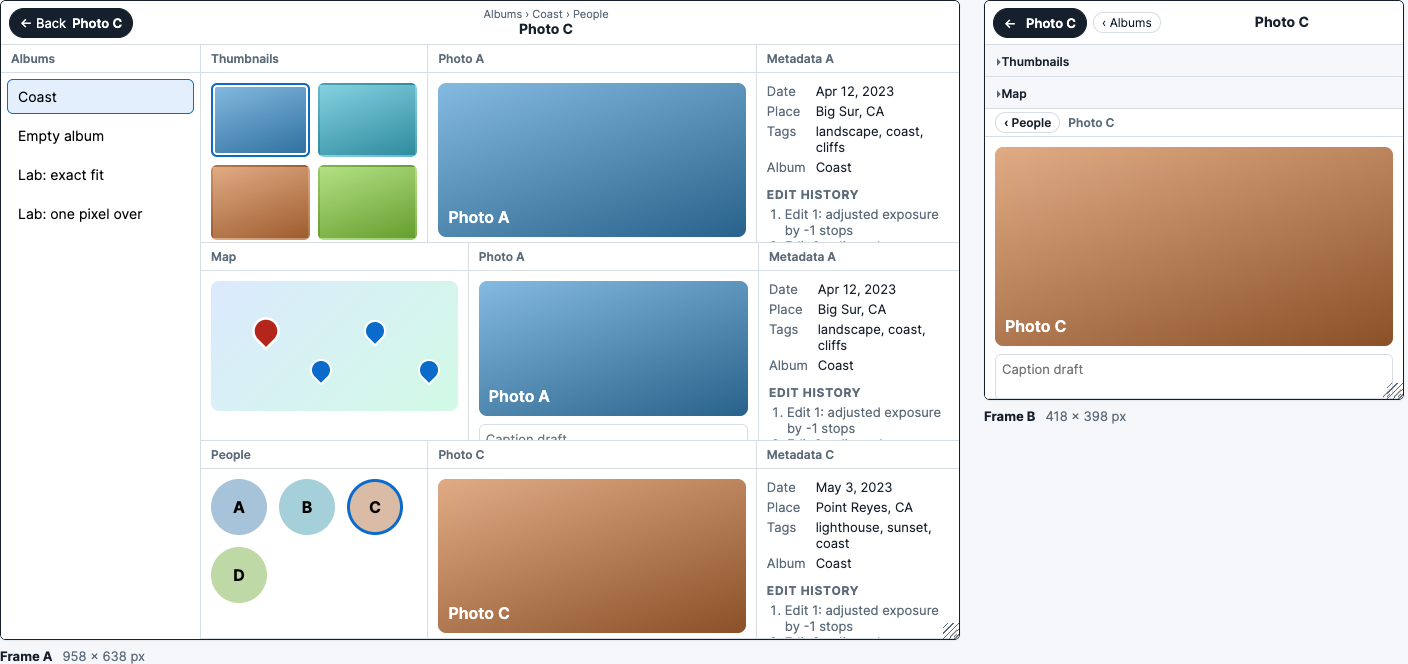 ← Back Photo C
Albums › Coast › People
Photo C
Albums
Coast
Empty album
Lab: exact fit
Lab: one pixel over
Thumbnails
Photo A
Photo A
Metadata A
Date Apr 12, 2023
Place Big Sur, CA
Tags landscape, coast,
cliffs
Album Coast
EDIT HISTORY
1. Edit 1: adjusted exposure
by -1 stops
Map
Photo A
Photo A
Caption draft
Metadata A
Date Apr 12, 2023
Place Big Sur, CA
Tags landscape, coast,
cliffs
Album Coast
EDIT HISTORY
1. Edit 1: adjusted exposure
by -1 stops
People
A B C
D
Photo C
Photo C
Metadata C
Date May 3, 2023
Place Point Reyes, CA
Tags lighthouse, sunset,
coast
Album Coast
EDIT HISTORY
1. Edit 1: adjusted exposure
by -1 stops
Frame A 958 × 638 px
← Photo C
‹ Albums
Photo C
Thumbnails
Map
‹ People Photo C
Photo C
Caption draft
Frame B 418 × 398 px